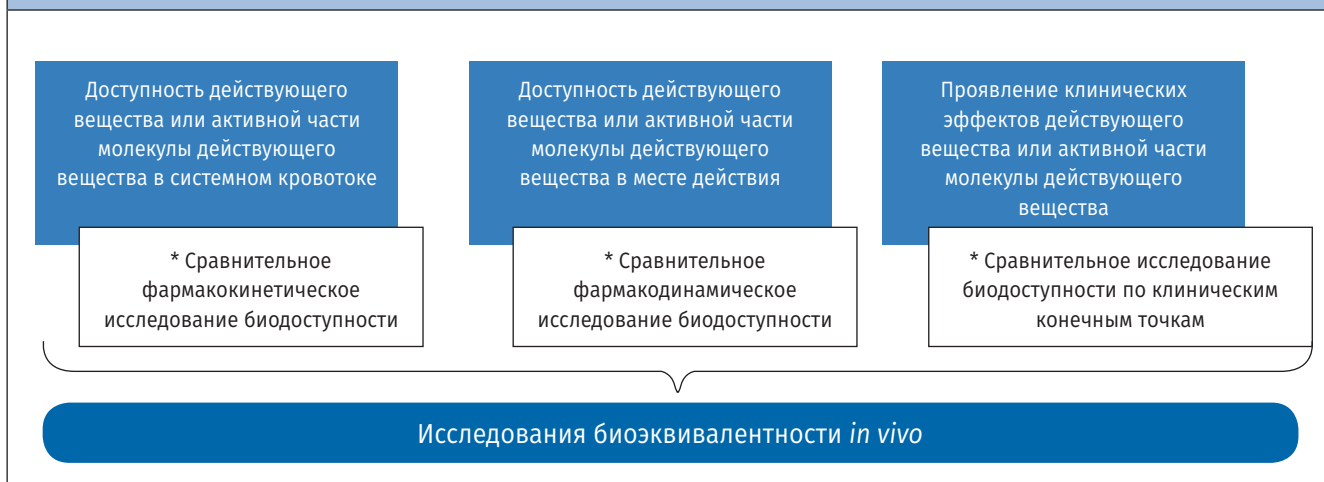 Доступность действующего
вещества или активной части
молекулы действующего
вещества в системном кровотоке
* Сравнительное
фармакокинетическое
исследование биодоступности
Доступность действующего
вещества или активной части
молекулы действующего
вещества в месте действия
* Сравнительное
фармакодинамическое
исследование биодоступности
Проявление клинических
эффектов действующего
вещества или активной части
молекулы действующего
вещества
* Сравнительное исследование
биодоступности по клиническим
конечным точкам
Исследования биоэквивалентности in vivo